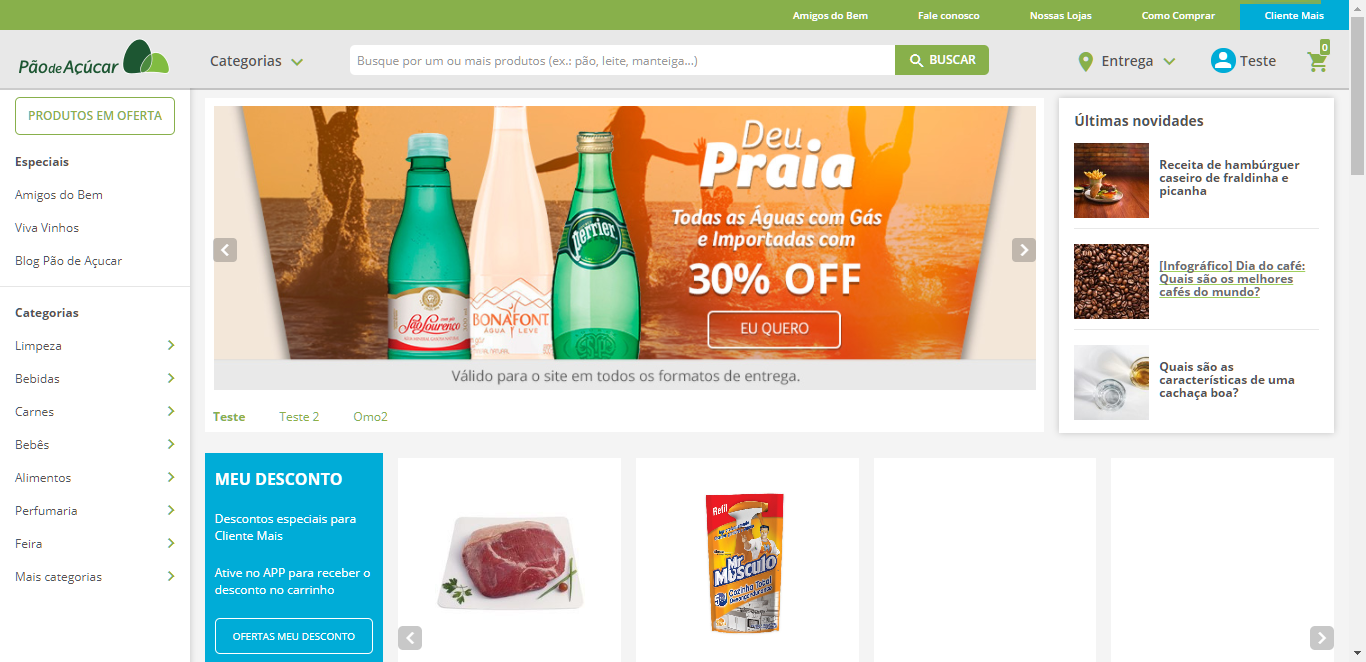 Amigos do Bem
Fale conosco
Nossas Lojas
Como Comprar
Cliente Mais
Pão de Açúcar
Categorias
Busque por um ou mais produtos (ex.: pão, leite, manteiga...)
BUSCAR
Entrega
Teste
0
PRODUTOS EM OFERTA
Especiais
Amigos do Bem
Viva Vinhos
Blog Pão de Açucar
Categorias
Limpeza
Bebidas
Carnes
Bebês
Alimentos
Perfumaria
Feira
Mais categorias
Deu
Praia
Todas as Águas com Gás
e Importadas com
30% OFF
EU QUERO
São Lourenço
BONAFONT
ÁGUA LEVE
perrier
Válido para o site em todos os formatos de entrega.
Teste
Teste 2
Omo2
Últimas novidades
Receita de hambúrguer
caseiro de fraldinha e
picanha
[Infográfico] Dia do café:
Quais são os melhores
cafés do mundo?
Quais são as
características de uma
cachaça boa?
MEU DESCONTO
Descontos especiais para
Cliente Mais
Ative no APP para receber o
desconto no carrinho
OFERTAS MEU DESCONTO
Refil
Mr
Músculo
Cozinha Total